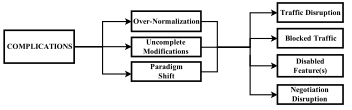 COMPLICATIONS
Over-Normalization
Uncomplete
Modifications
Paradigm
Shift
Traffic Disruption
Blocked Traffic
Disabled
Feature(s)
Negotiation
Disruption